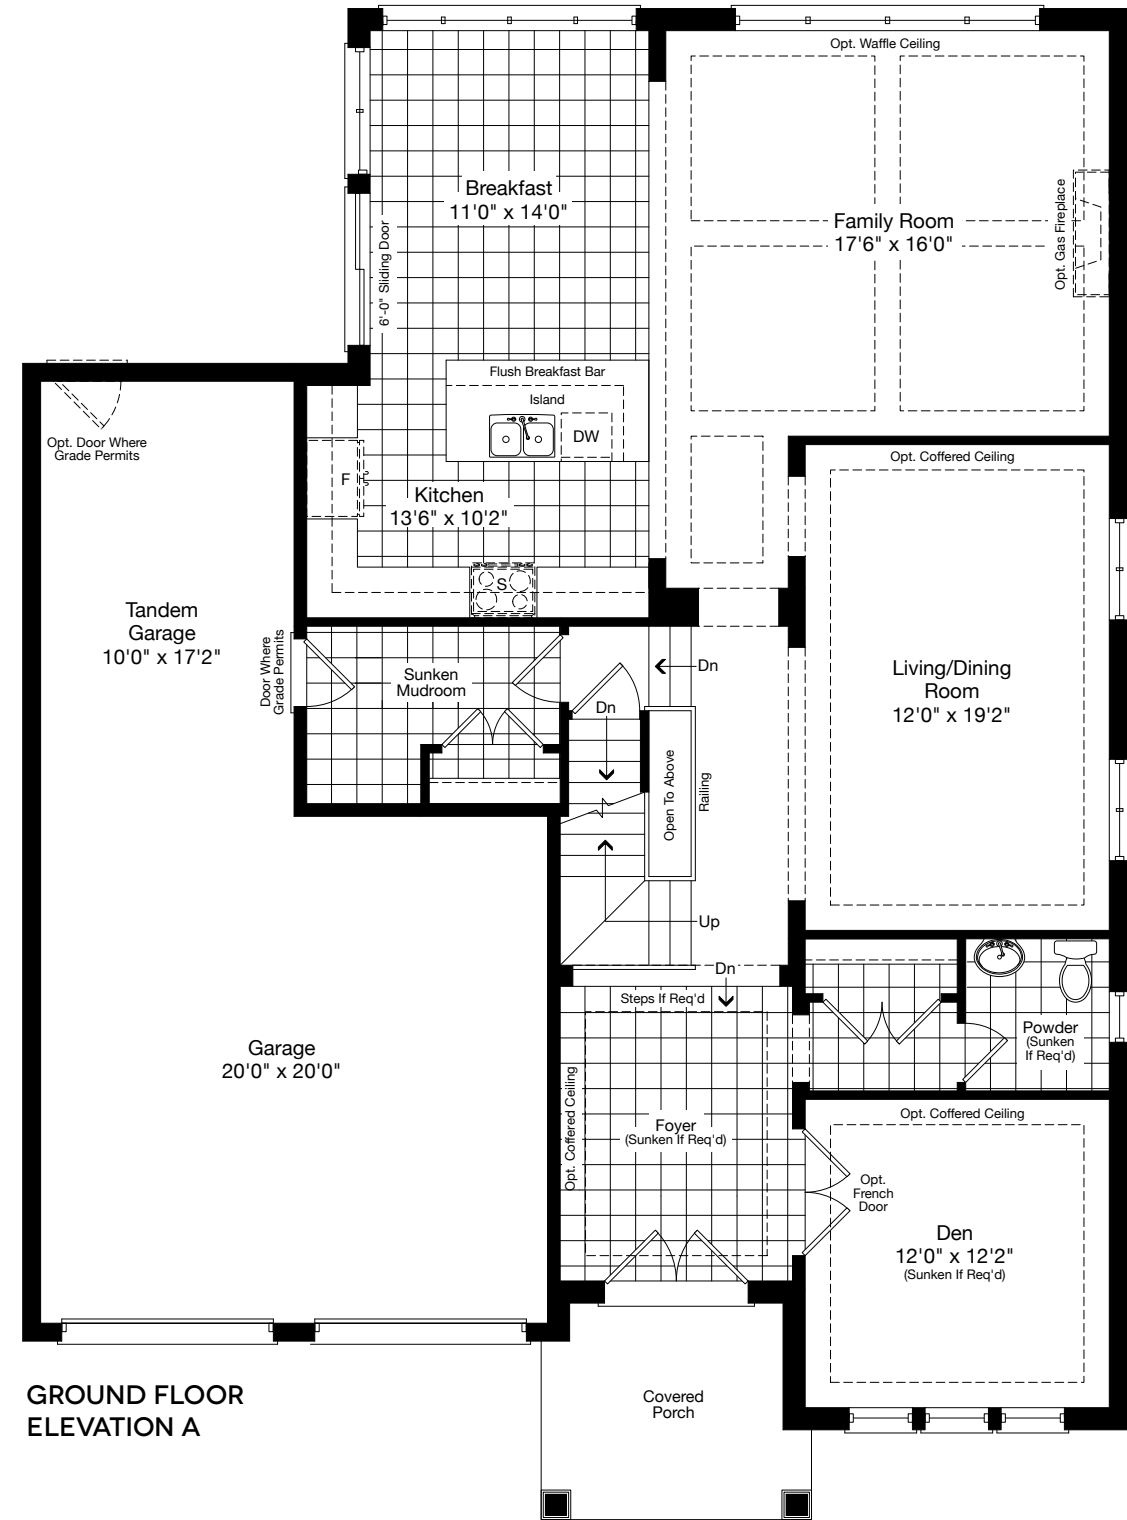 Opt. Waffle Ceiling
Breakfast
11'0" x 14'0"
Family Room
17'6" x 16'0"
Opt. Gas Fireplace
6'-0" Sliding Door
Flush Breakfast Bar
Island
DW
Opt. Door Where
Grade Permits
F
Kitchen
13'6" x 10'2"
S
Opt. Coffered Ceiling
Tandem
Garage
10'0" x 17'2"
Door Where
Grade Permits
Sunken
Mudroom
Dn
Dn
Living/Dining
Room
12'0" x 19'2"
Open To Above
Railing
Up
Dn
Steps If Req'd
Powder
(Sunken
If Req'd)
Garage
20'0" x 20'0"
Opt. Coffered Ceiling
Foyer
(Sunken If Req'd)
Opt. Coffered Ceiling
Opt.
French
Door
Den
12'0" x 12'2"
(Sunken If Req'd)
Covered
Porch
GROUND FLOOR
ELEVATION A